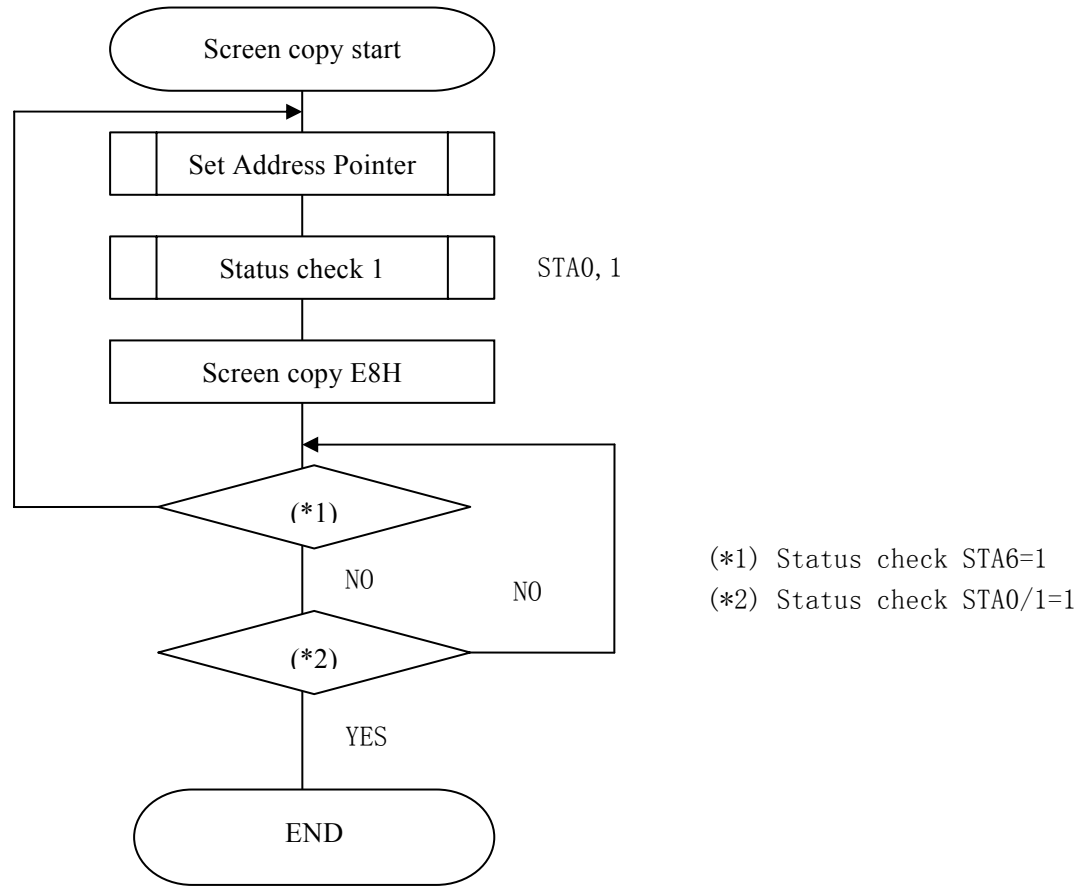 Screen copy start
Set Address Pointer
Status check 1
STA0, 1
Screen copy E8H
(*1)
NO
NO
(*1) Status check STA6=1
(*2) Status check STA0/1=1
(*2)
YES
END